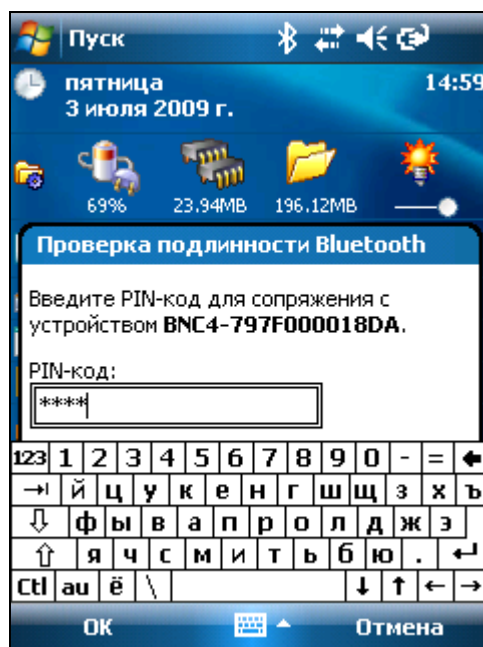 Пуск
пятница 14:59
3 июля 2009 г.
69% 23.94MB 196.12MB
Проверка подлинности Bluetooth
Введите PIN-код для сопряжения с
устройством BNC4-797F000018DA.
PIN-код:
****
123 1 2 3 4 5 6 7 8 9 0 - =
й ц у к е н г ш щ з х ъ
ф ы в а п р о л д ж э
я ч с м и т ь б ю .
Ctl au ё \
ОК Отмена